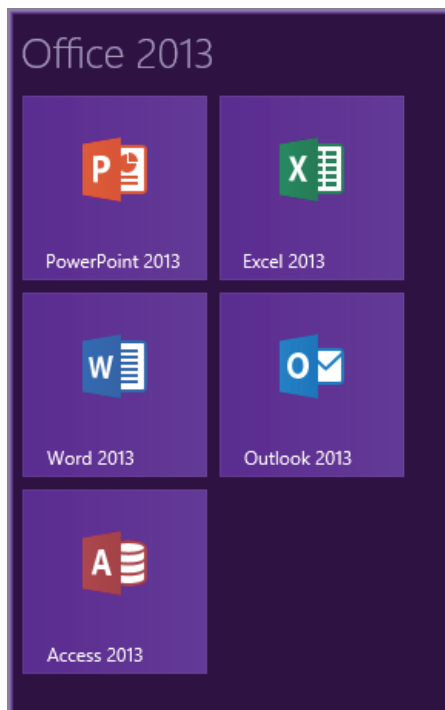 Office 2013
P
PowerPoint 2013
X
Excel 2013
W
Word 2013
O
Outlook 2013
A
Access 2013